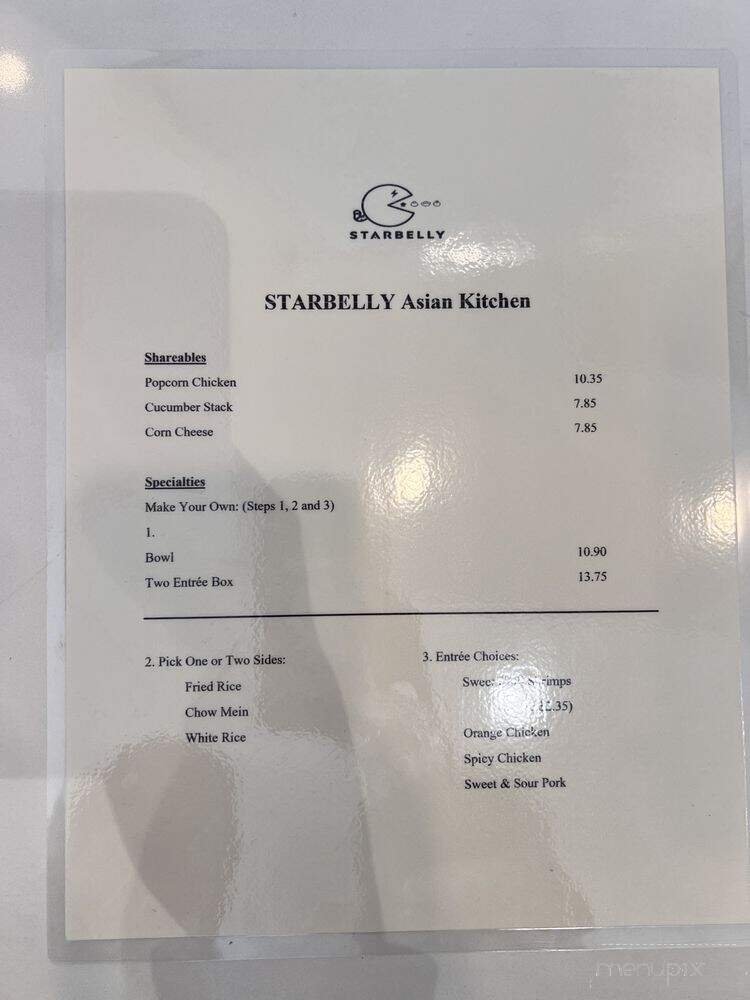 STARBELLY
STARBELLY Asian Kitchen
Shareables
Popcorn Chicken 10.35
Cucumber Stack 7.85
Corn Cheese 7.85
Specialties
Make Your Own: (Steps 1, 2 and 3)
1.
Bowl 10.90
Two Entrée Box 13.75
2. Pick One or Two Sides:
Fried Rice
Chow Mein
White Rice
3. Entrée Choices:
Orange Chicken
Spicy Chicken
Sweet & Sour Pork
menupix